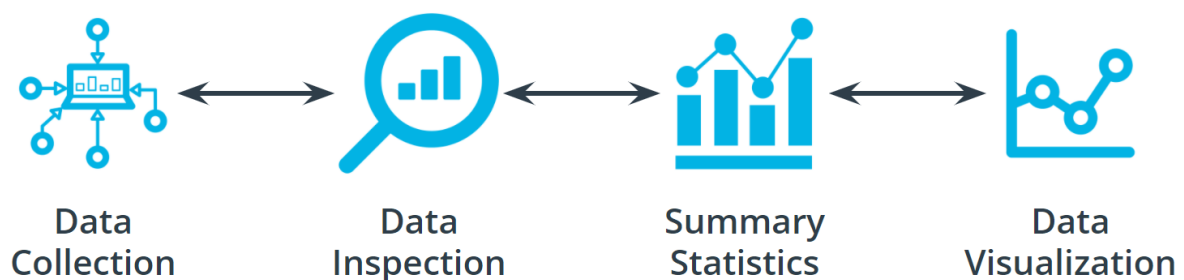 Data
Collection
Data
Inspection
Summary
Statistics
Data
Visualization